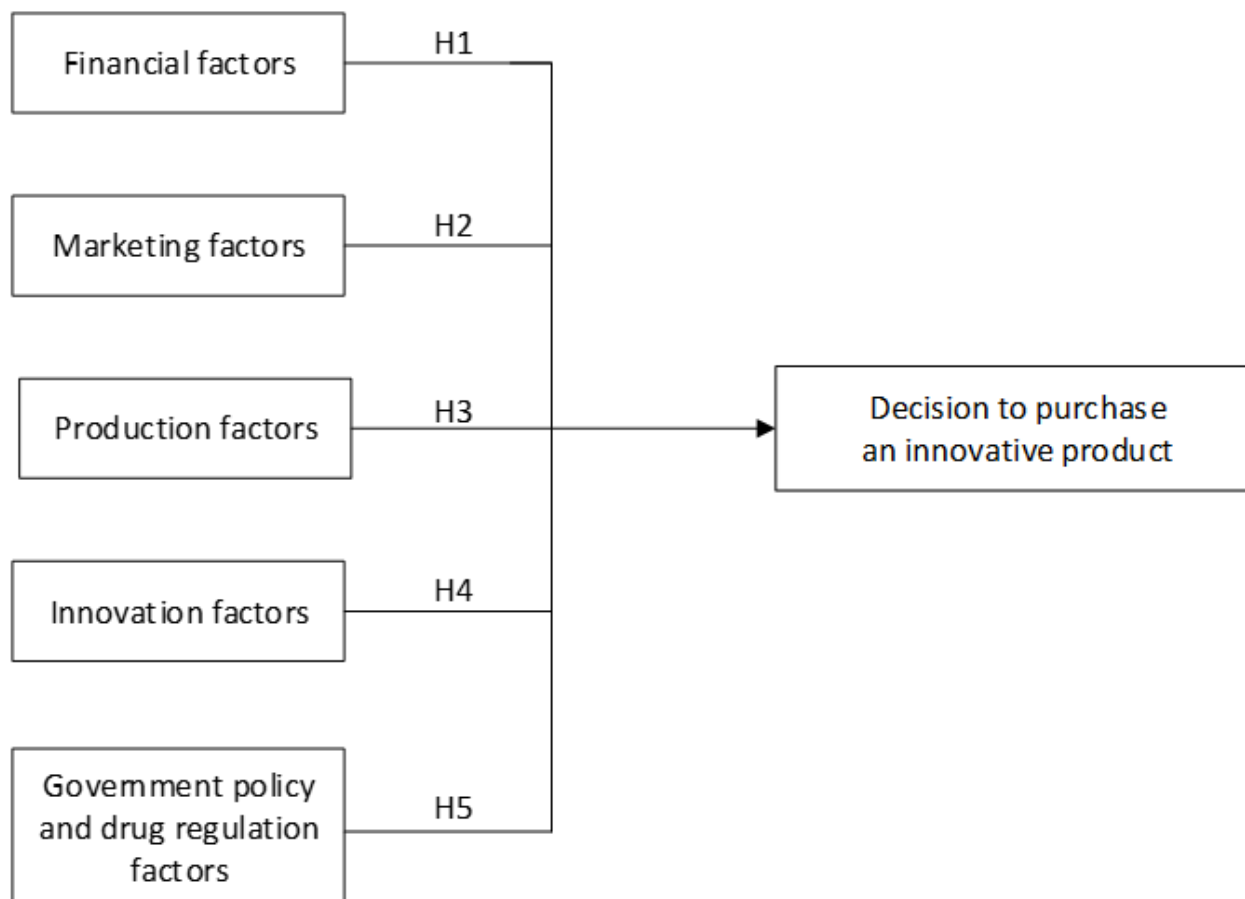 H1
Financial factors
H2
Marketing factors
H3
Production factors
Decision to purchase
an innovative product
H4
Innovation factors
Government policy
and drug regulation
factors
H5